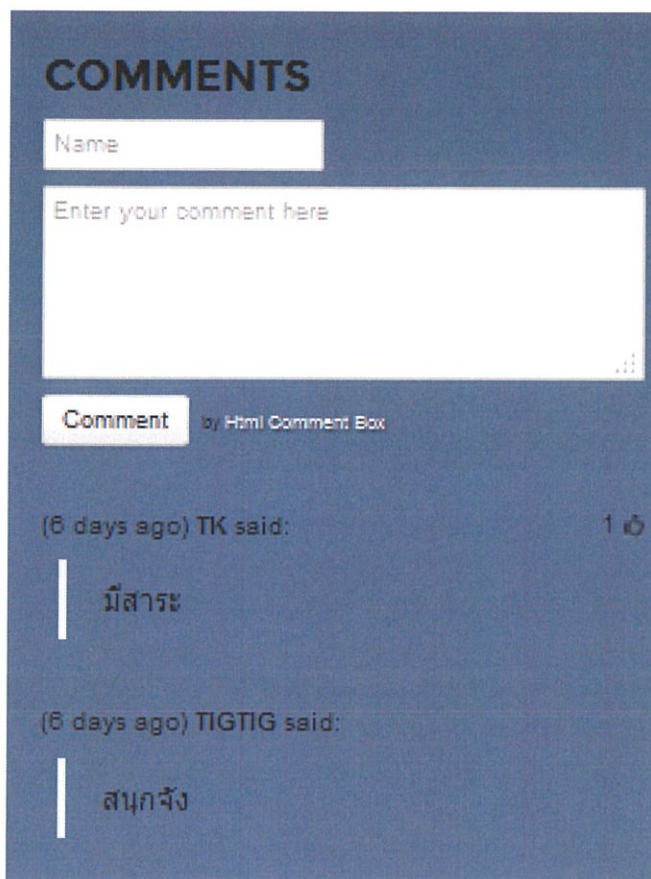 COMMENTS
Name
Enter your comment here
Comment by Html Comment Box
(6 days ago) TK said: 1
มีสาระ
(6 days ago) TIGTIG said:
สนุกจัง